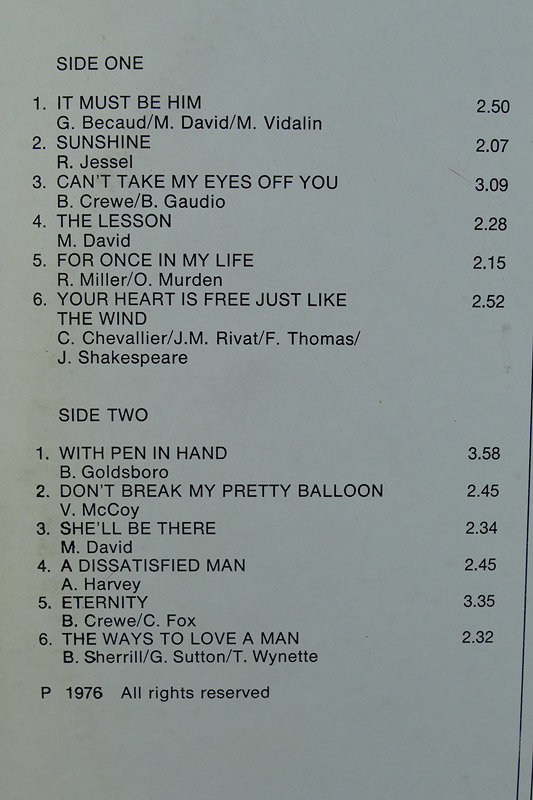 SIDE ONE
1. IT MUST BE HIM 2.50
G. Becaud/M. David/M. Vidalin
2. SUNSHINE 2.07
R. Jessel
3. CAN'T TAKE MY EYES OFF YOU 3.09
B. Crewe/B. Gaudio
4. THE LESSON 2.28
M. David
5. FOR ONCE IN MY LIFE 2.15
R. Miller/O. Murden
6. YOUR HEART IS FREE JUST LIKE 2.52
THE WIND
C. Chevallier/J.M. Rivat/F. Thomas/
J. Shakespeare
SIDE TWO
1. WITH PEN IN HAND 3.58
B. Goldsboro
2. DON'T BREAK MY PRETTY BALLOON 2.45
V. McCoy
3. SHE'LL BE THERE 2.34
M. David
4. A DISSATISFIED MAN 2.45
A. Harvey
5. ETERNITY 3.35
B. Crewe/C. Fox
6. THE WAYS TO LOVE A MAN 2.32
B. Sherrill/G. Sutton/T. Wynette
P 1976 All rights reserved